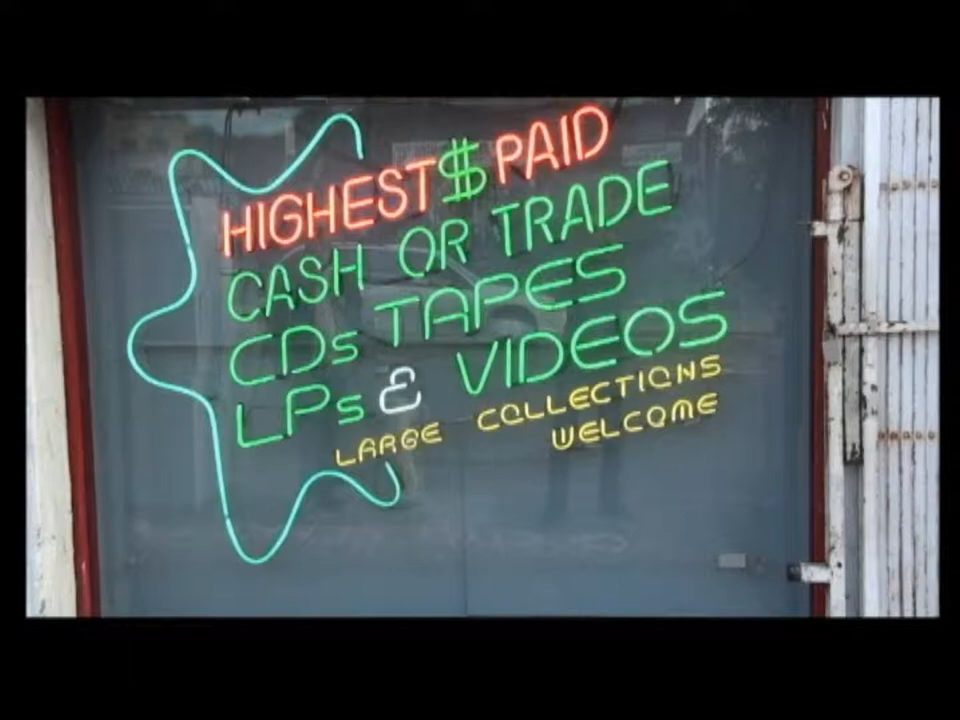 HIGHEST $ PAID
CASH OR TRADE
CDs TAPES
LPs & VIDEOS
LARGE COLLECTIONS
WELCOME